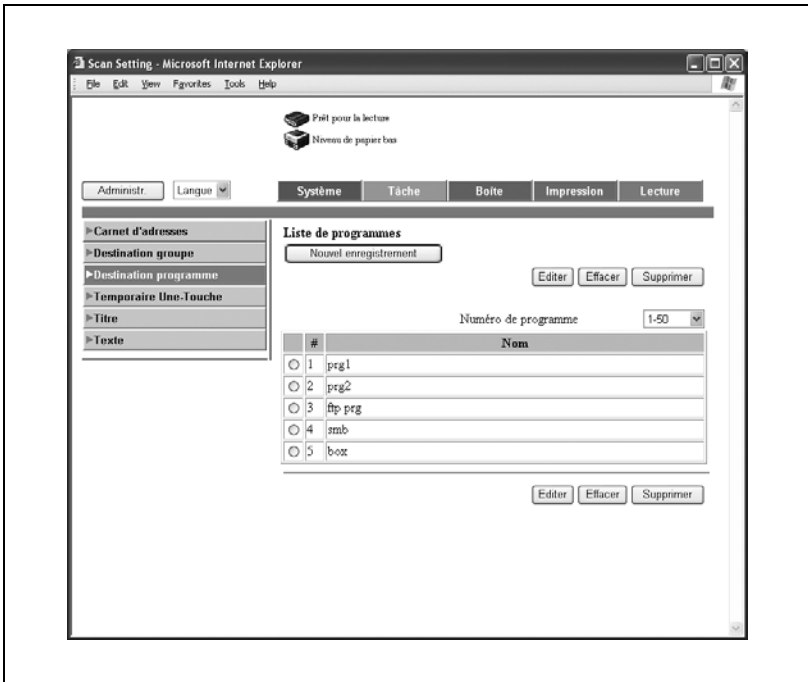 Scan Setting - Microsoft Internet Explorer
File Edit View Favorites Tools Help
Prêt pour la lecture
Niveau de papier bas
Administr. Langue
Système Tâche Boîte Impression Lecture
Carnet d'adresses
Destination groupe
Destination programme
Temporaire Une-Touche
Titre
Texte
Liste de programmes
Nouvel enregistrement
Editer Effacer Supprimer
Numéro de programme 1-50
# Nom
1 prg1
2 prg2
3 ftp prg
4 smb
5 box
Editer Effacer Supprimer